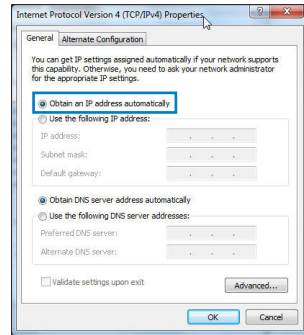 Internet Protocol Version 4 (TCP/IPv4) Properties
General
Alternate Configuration
You can get IP settings assigned automatically if your network supports
this capability. Otherwise, you need to ask your network administrator
for the appropriate IP settings.
Obtain an IP address automatically
Use the following IP address:
IP address:
Subnet mask:
Default gateway:
Obtain DNS server address automatically
Use the following DNS server addresses:
Preferred DNS server:
Alternate DNS server:
Validate settings upon exit
Advanced...
OK
Cancel